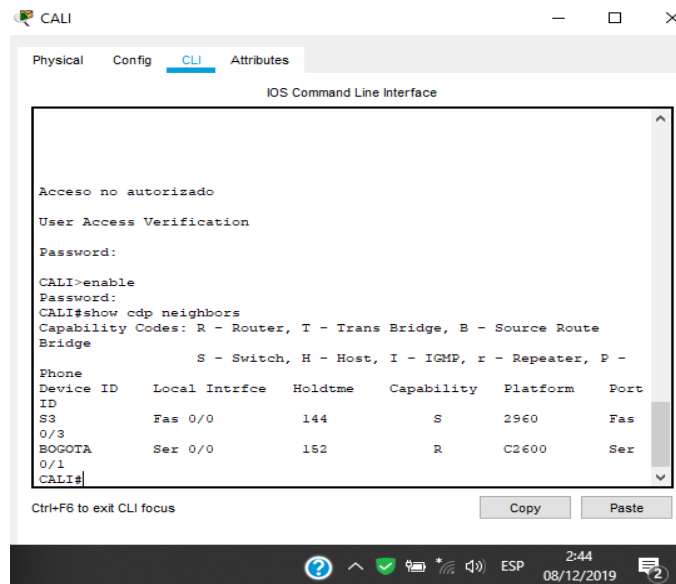 CALI
Physical Config CLI Attributes
IOS Command Line Interface
Acceso no autorizado
User Access Verification
Password:
CALI>enable
Password:
CALI#show cdp neighbors
Capability Codes: R - Router, T - Trans Bridge, B - Source Route
Bridge
S - Switch, H - Host, I - IGMP, r - Repeater, P -
Phone
Device ID Local Intrfce Holdtme Capability Platform Port
ID
S3 Fas 0/0 144 S 2960 Fas
0/3
BOGOTA Ser 0/0 152 R C2600 Ser
0/1
CALI#
Ctrl+F6 to exit CLI focus Copy Paste
2:44
ESP
08/12/2019
2